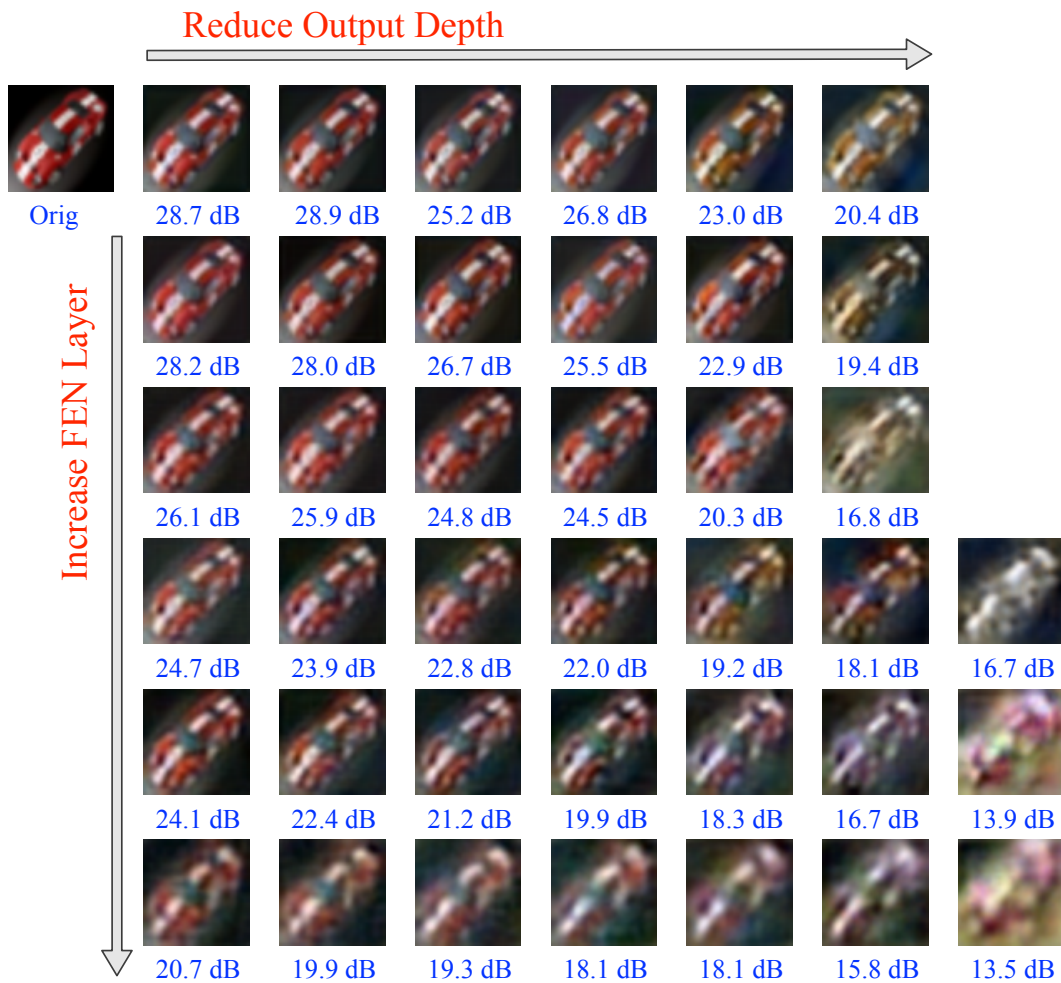 Reduce Output Depth
Orig
28.7 dB 28.9 dB 25.2 dB 26.8 dB 23.0 dB 20.4 dB
Increase FEN Layer
28.2 dB 28.0 dB 26.7 dB 25.5 dB 22.9 dB 19.4 dB
26.1 dB 25.9 dB 24.8 dB 24.5 dB 20.3 dB 16.8 dB
24.7 dB 23.9 dB 22.8 dB 22.0 dB 19.2 dB 18.1 dB 16.7 dB
24.1 dB 22.4 dB 21.2 dB 19.9 dB 18.3 dB 16.7 dB 13.9 dB
20.7 dB 19.9 dB 19.3 dB 18.1 dB 18.1 dB 15.8 dB 13.5 dB